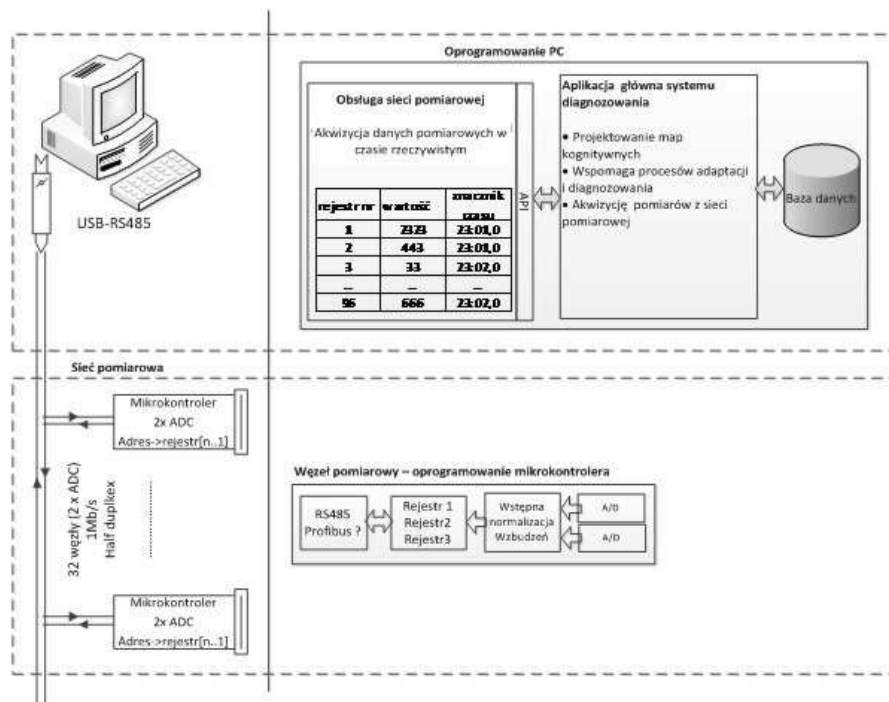 Oprogramowanie PC
USB-RS485
Obsługa sieci pomiarowej
Akwizycja danych pomiarowych w
czasie rzeczywistym
rejestr nr wartość znacznik czasu
1 2323 23:01,0
2 443 23:01,0
3 33 23:02,0
... ... ...
96 666 23:02,0
API
Aplikacja główna systemu
diagnozowania
● Projektowanie map
kognitywnych
● Wspomaga procesów adaptacji
i diagnozowania
● Akwizycję pomiarów z sieci
pomiarowej
Baza danych
Sieć pomiarowa
Mikrokontroler
2x ADC
Adres->rejestr[n..1]
32 węzły (2 x ADC)
1Mb/s
Half duplkex
Mikrokontroler
2x ADC
Adres->rejestr[n..1]
Węzeł pomiarowy – oprogramowanie mikrokontrolera
RS485
Profibus ?
Rejestr 1
Rejestr2
Rejestr3
Wstępna
normalizacja
Wzbudzeń
A/D
A/D